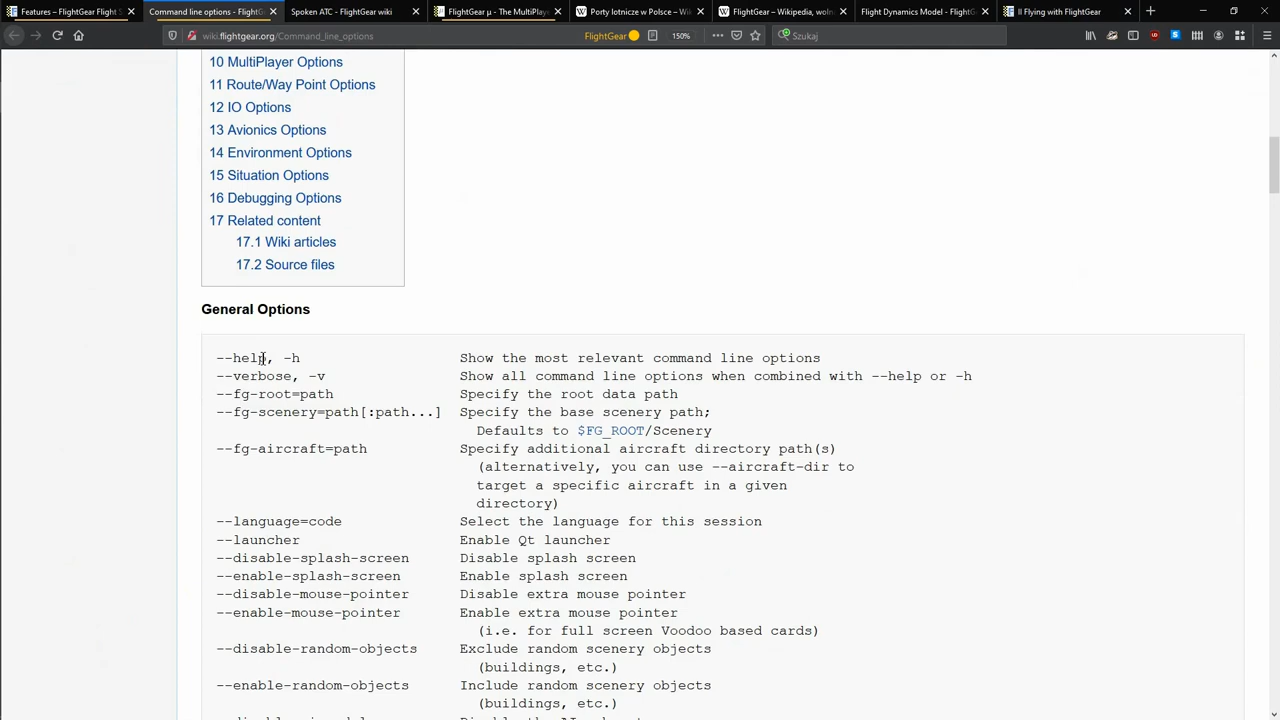 Features – FlightGear Flight S
Command line options - FlightG
Spoken ATC - FlightGear wiki
FlightGear μ - The MultiPlaye
Porty lotnicze w Polsce – Wiki
FlightGear – Wikipedia, wolna
Flight Dynamics Model - FlightG
II Flying with FlightGear
wiki.flightgear.org/Command_line_options
FlightGear
150%
Szukaj
10 MultiPlayer Options
11 Route/Way Point Options
12 IO Options
13 Avionics Options
14 Environment Options
15 Situation Options
16 Debugging Options
17 Related content
17.1 Wiki articles
17.2 Source files
General Options
--help, -h Show the most relevant command line options
--verbose, -v Show all command line options when combined with --help or -h
--fg-root=path Specify the root data path
--fg-scenery=path[:path...] Specify the base scenery path;
Defaults to $FG_ROOT/Scenery
--fg-aircraft=path Specify additional aircraft directory path(s)
(alternatively, you can use --aircraft-dir to
target a specific aircraft in a given
directory)
--language=code Select the language for this session
--launcher Enable Qt launcher
--disable-splash-screen Disable splash screen
--enable-splash-screen Enable splash screen
--disable-mouse-pointer Disable extra mouse pointer
--enable-mouse-pointer Enable extra mouse pointer
(i.e. for full screen Voodoo based cards)
--disable-random-objects Exclude random scenery objects
(buildings, etc.)
--enable-random-objects Include random scenery objects
(buildings, etc.)